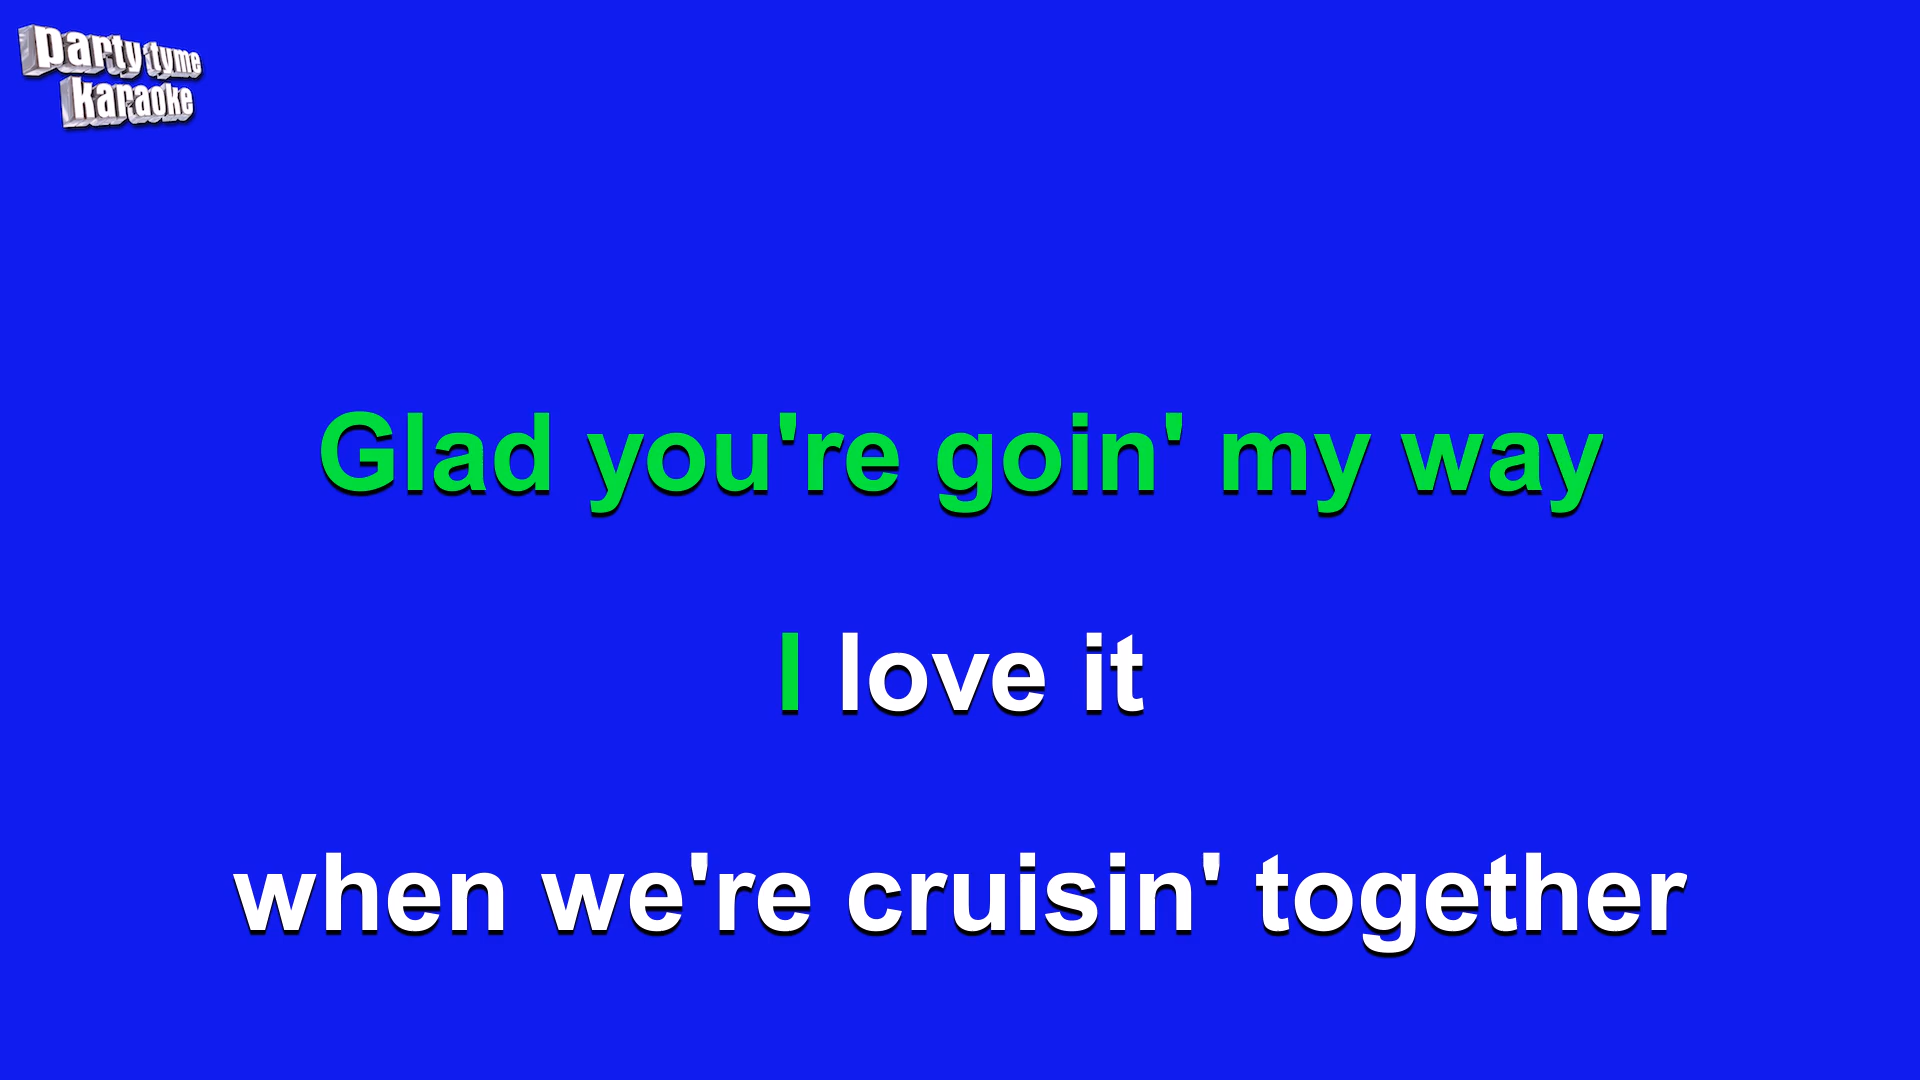 party tyme
karaoke
Glad you're goin' my way
I love it
when we're cruisin' together